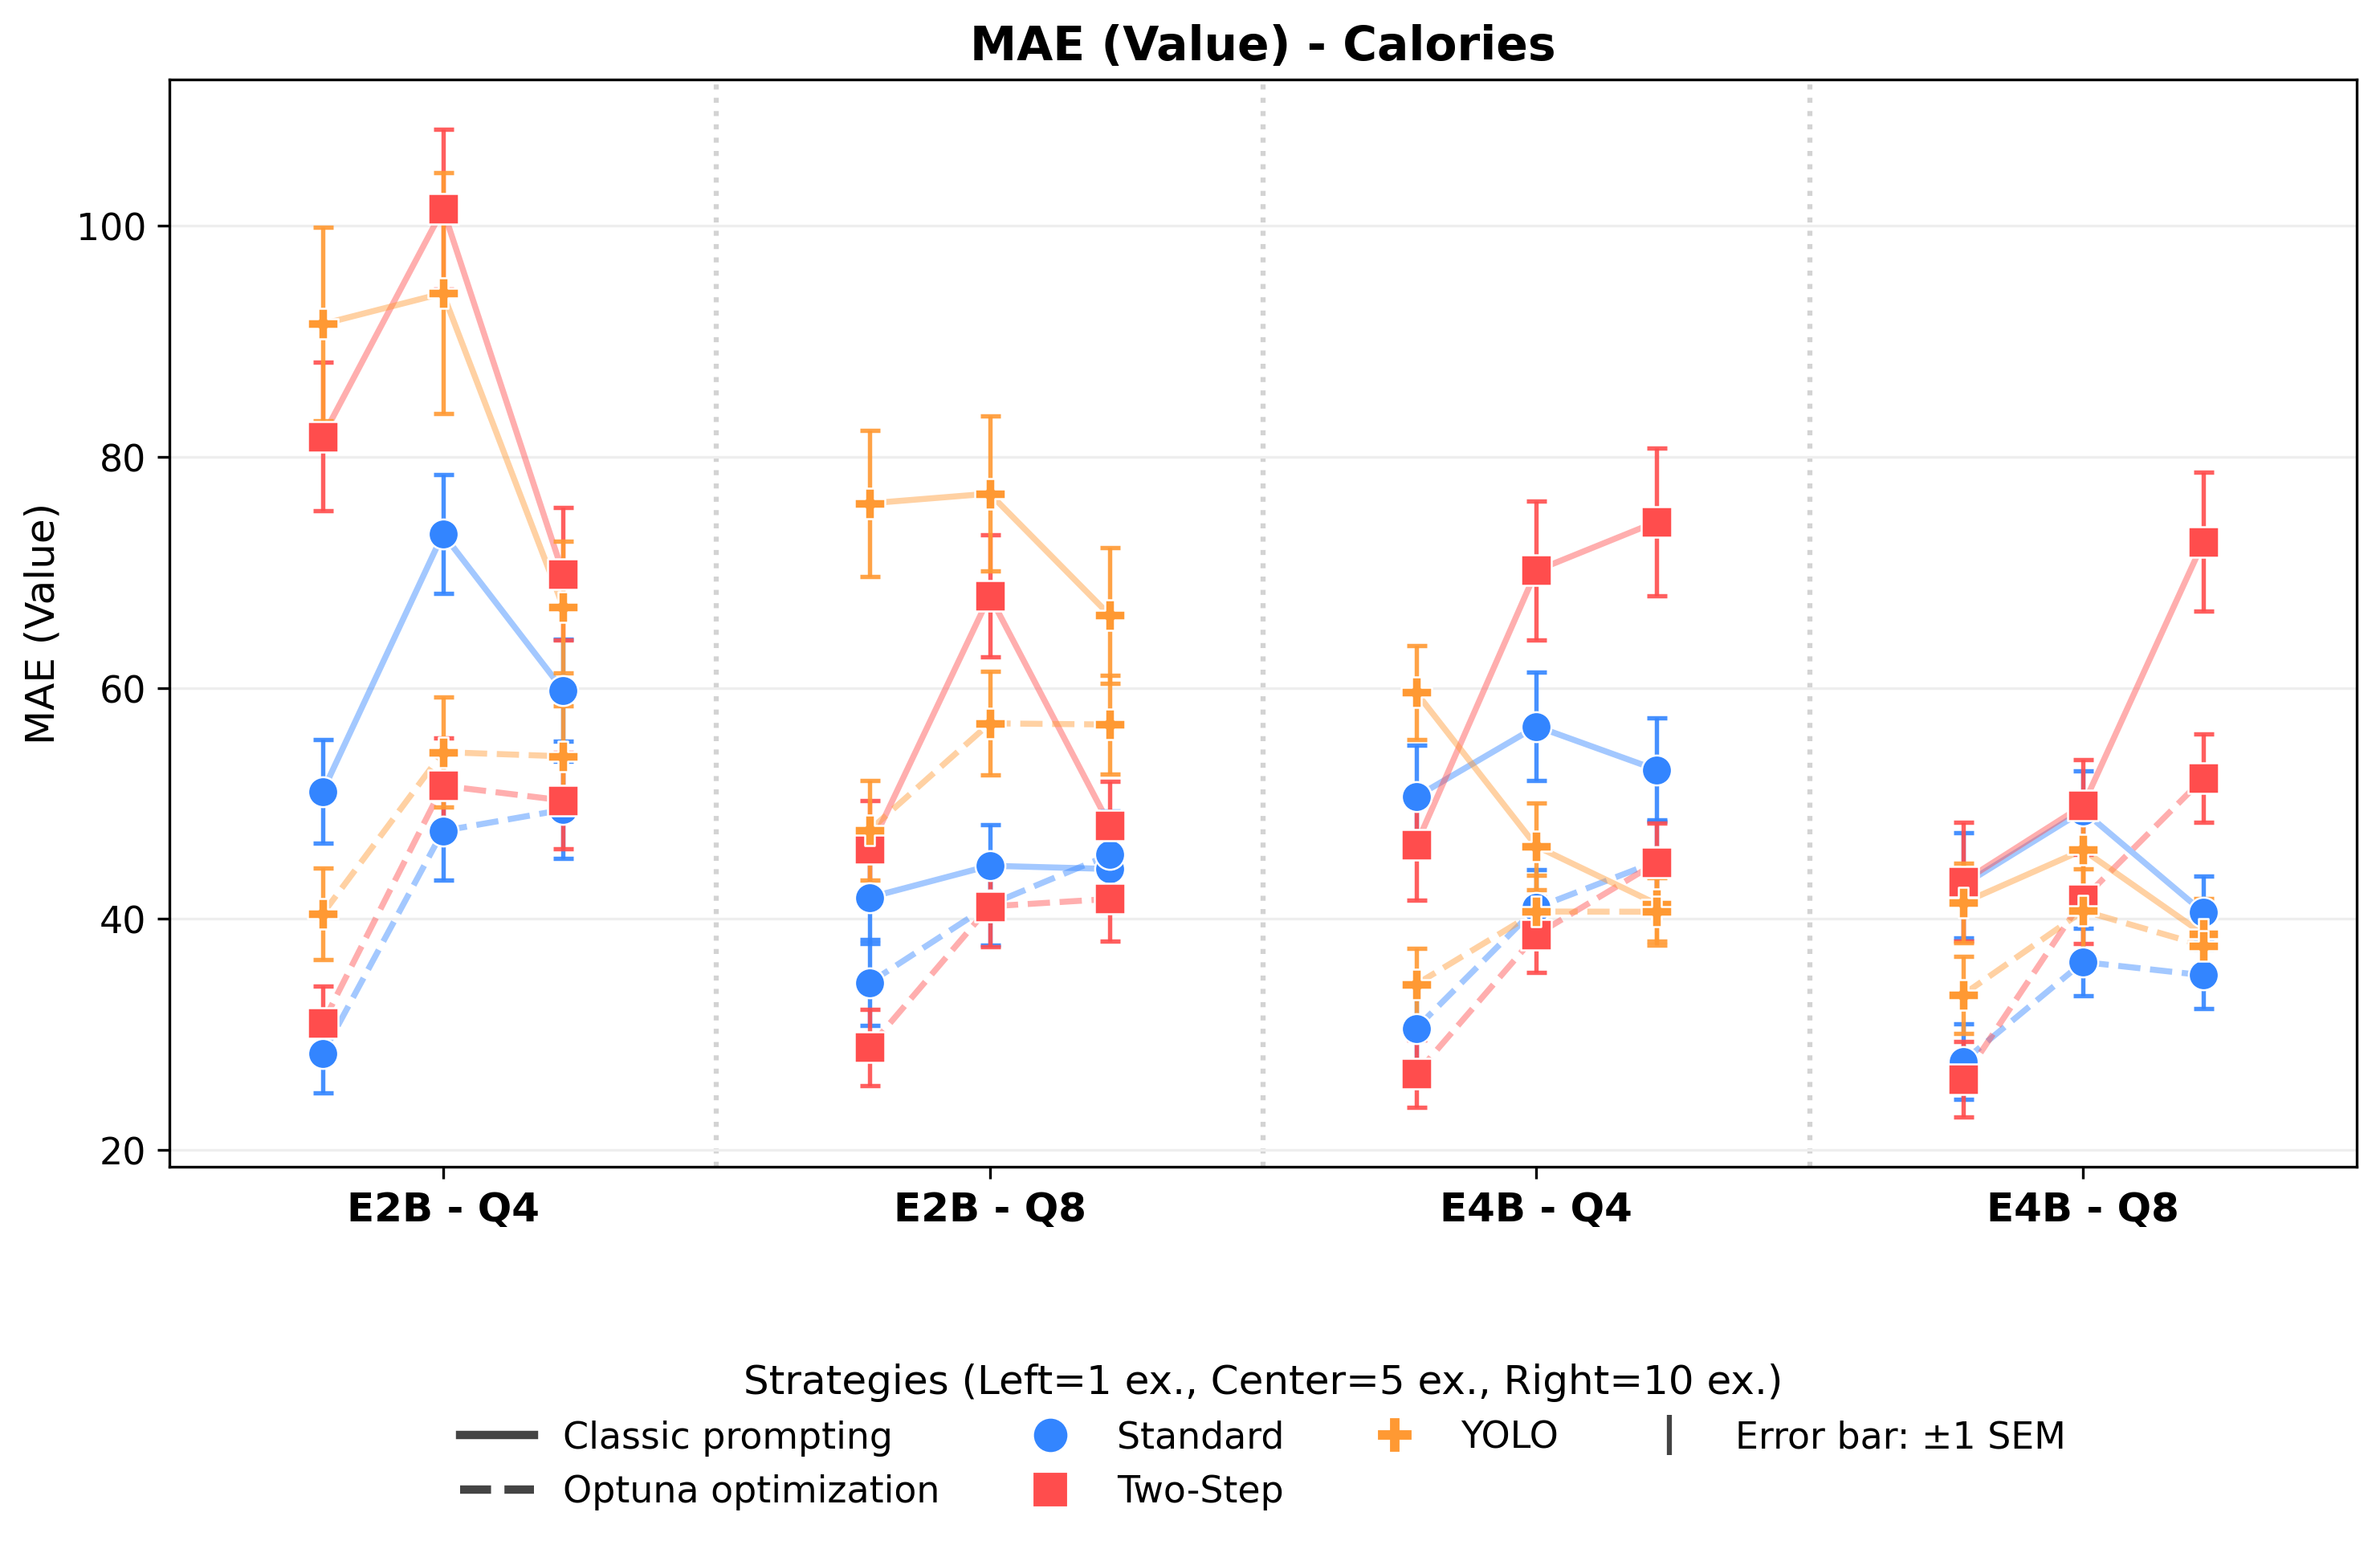 MAE (Value) - Calories
MAE (Value)
100
80
60
40
20
E2B - Q4
E2B - Q8
E4B - Q4
E4B - Q8
Strategies (Left=1 ex., Center=5 ex., Right=10 ex.)
Classic prompting
Optuna optimization
Standard
Two-Step
YOLO
Error bar: ±1 SEM